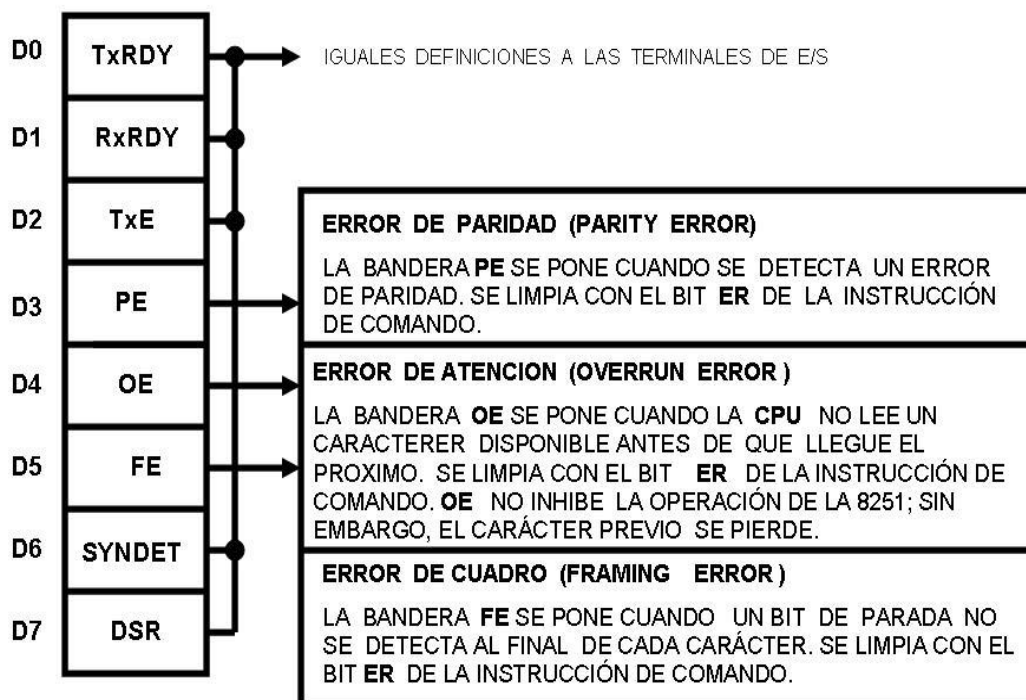 D0 TxRDY IGUALES DEFINICIONES A LAS TERMINALES DE E/S
D1 RxRDY
D2 TxE
D3 PE
D4 OE
D5 FE
D6 SYNDET
D7 DSR
ERROR DE PARIDAD (PARITY ERROR)
LA BANDERA PE SE PONE CUANDO SE DETECTA UN ERROR
DE PARIDAD. SE LIMPIA CON EL BIT ER DE LA INSTRUCCIÓN
DE COMANDO.
ERROR DE ATENCION (OVERRUN ERROR )
LA BANDERA OE SE PONE CUANDO LA CPU NO LEE UN
CARACTERER DISPONIBLE ANTES DE QUE LLEGUE EL
PROXIMO. SE LIMPIA CON EL BIT ER DE LA INSTRUCCIÓN DE
COMANDO. OE NO INHIBE LA OPERACIÓN DE LA 8251; SIN
EMBARGO, EL CARÁCTER PREVIO SE PIERDE.
ERROR DE CUADRO (FRAMING ERROR )
LA BANDERA FE SE PONE CUANDO UN BIT DE PARADA NO
SE DETECTA AL FINAL DE CADA CARÁCTER. SE LIMPIA CON EL
BIT ER DE LA INSTRUCCIÓN DE COMANDO.